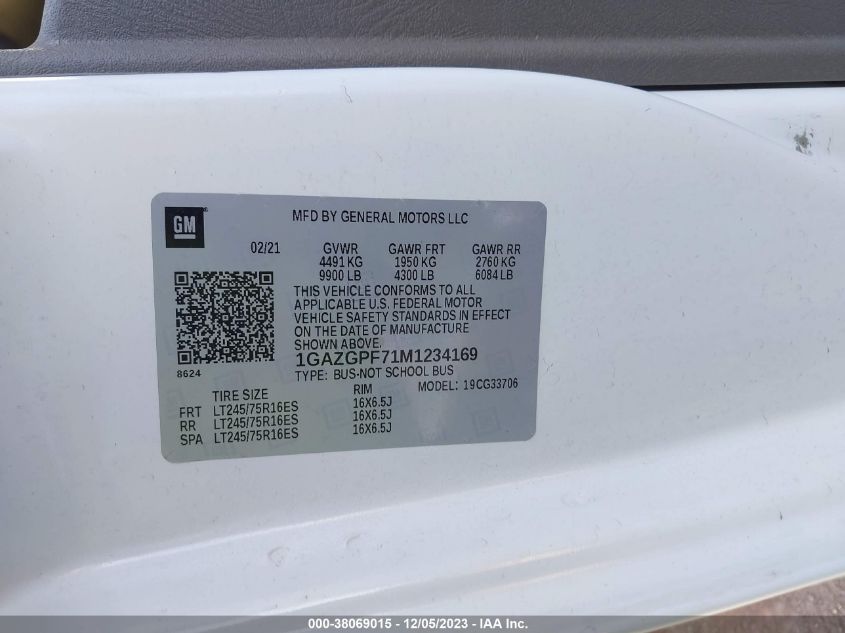 GM
MFD BY GENERAL MOTORS LLC
02/21 GVWR GAWR FRT GAWR RR
4491 KG 1950 KG 2760 KG
9900 LB 4300 LB 6084 LB
THIS VEHICLE CONFORMS TO ALL
APPLICABLE U.S. FEDERAL MOTOR
VEHICLE SAFETY STANDARDS IN EFFECT
ON THE DATE OF MANUFACTURE
SHOWN ABOVE.
8624
1GAZGPF71M1234169
TYPE: BUS-NOT SCHOOL BUS
MODEL: 19CG33706
TIRE SIZE RIM
FRT LT245/75R16ES 16X6.5J
RR LT245/75R16ES 16X6.5J
SPA LT245/75R16ES 16X6.5J
000-38069015 - 12/05/2023 - IAA Inc.